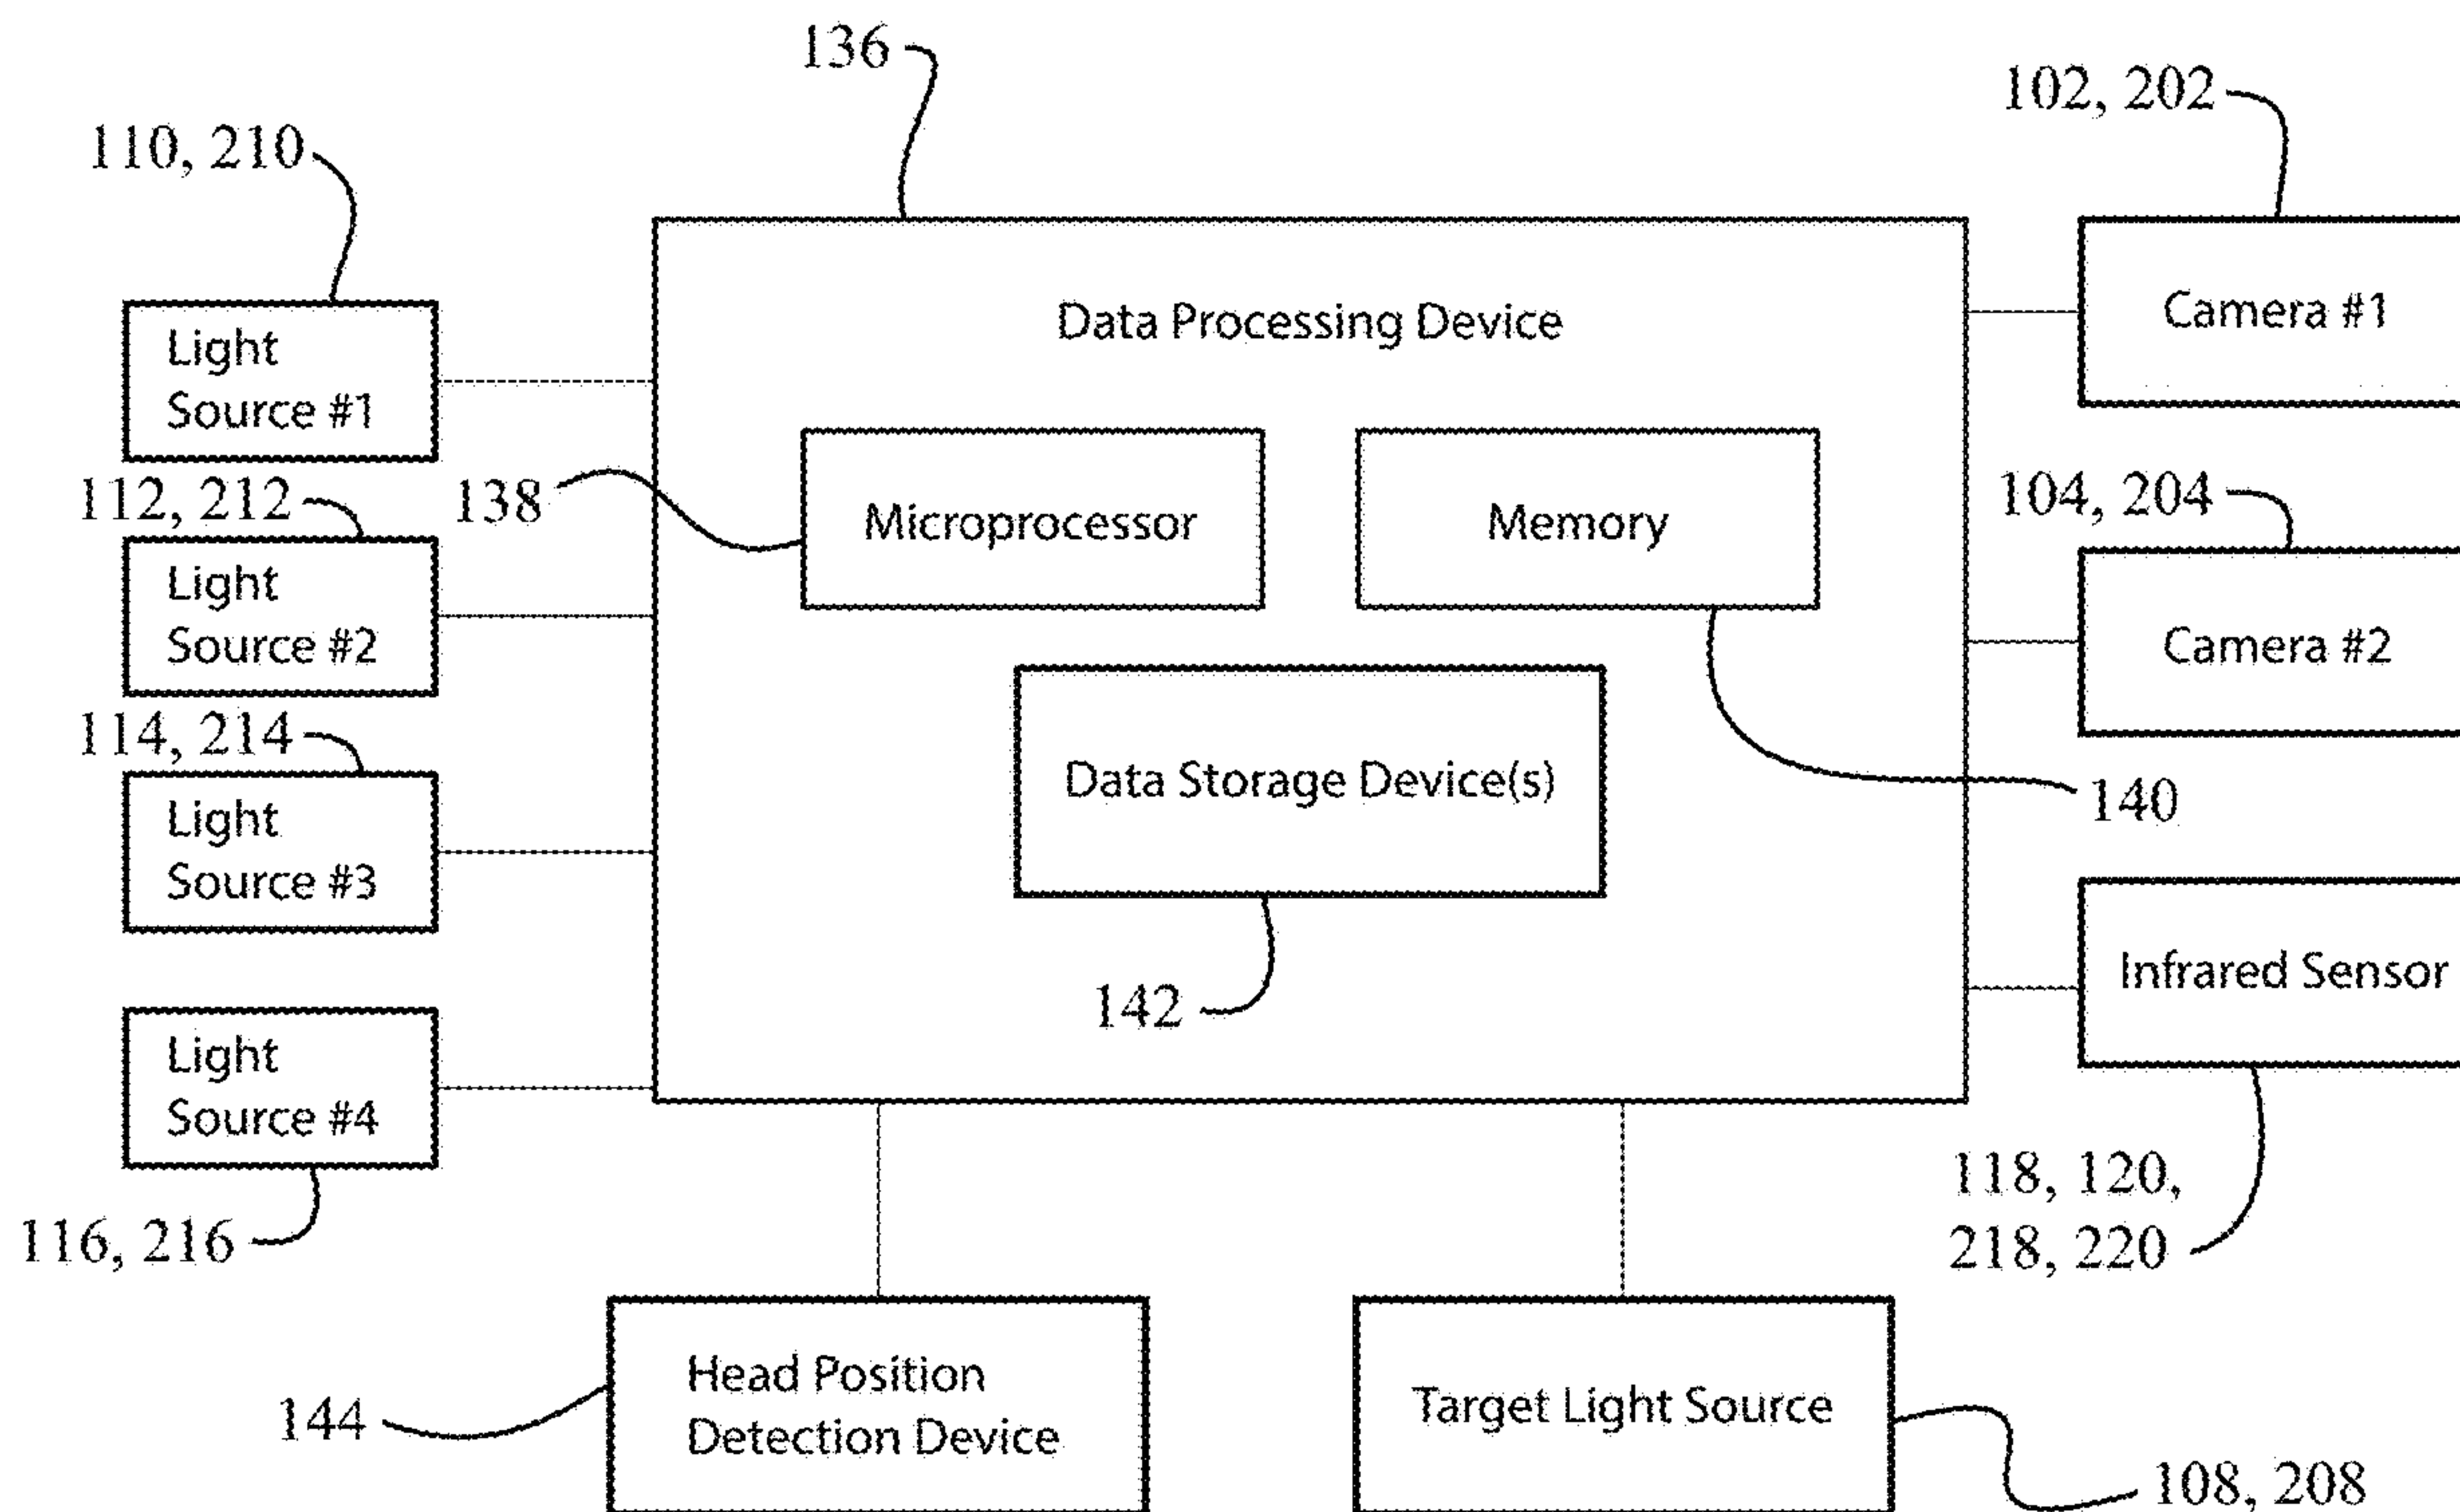 136
102, 202
110, 210
Data Processing Device
Camera #1
Light
Source #1
112, 212
138
Microprocessor
Memory
104, 204
Light
Source #2
Camera #2
114, 214
Data Storage Device(s)
140
Light
Source #3
Infrared Sensor
142
Light
Source #4
118, 120,
218, 220
116, 216
Head Position
Detection Device
Target Light Source
144
108, 208